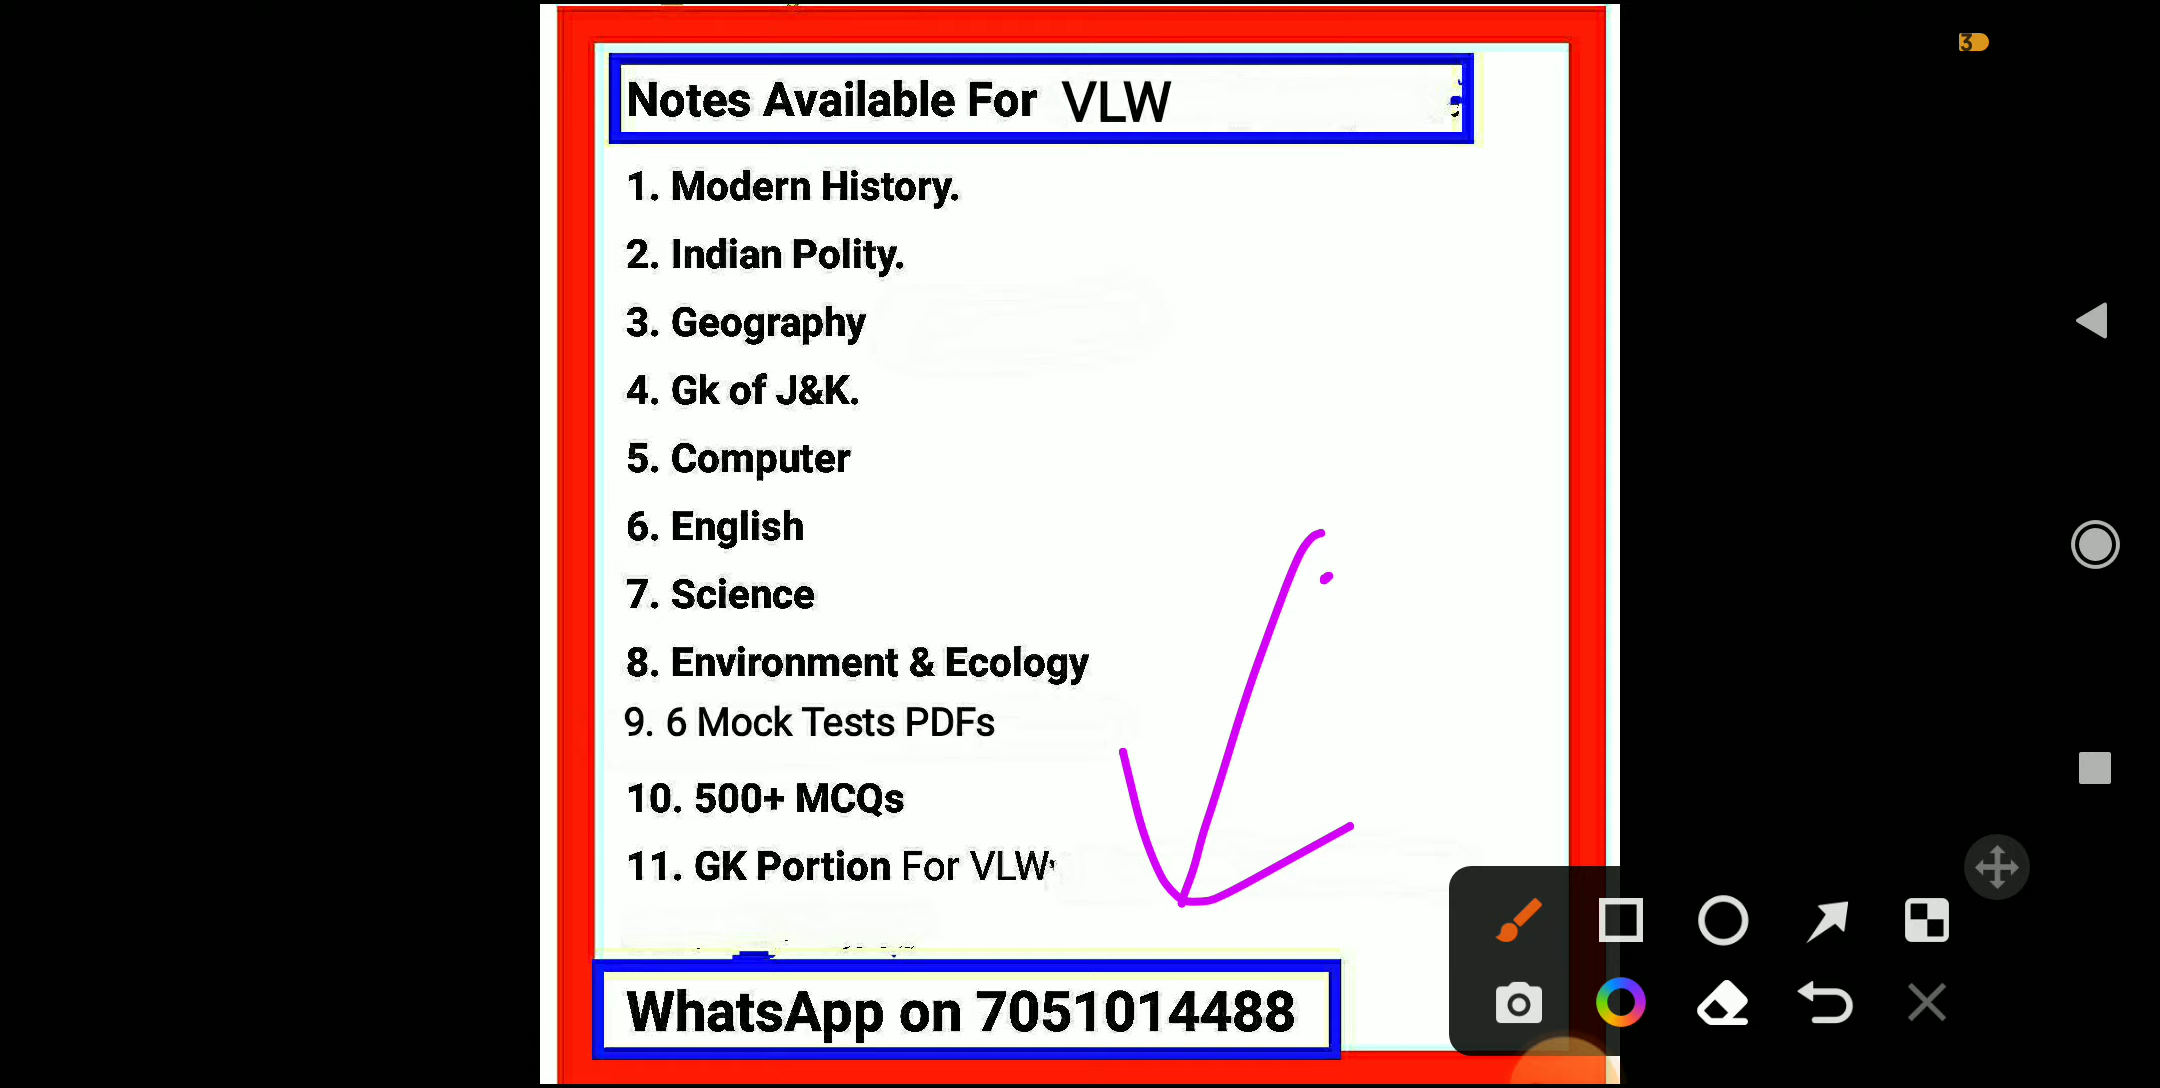 Notes Available For VLW
1. Modern History.
2. Indian Polity.
3. Geography
4. Gk of J&K.
5. Computer
6. English
7. Science
8. Environment & Ecology
9. 6 Mock Tests PDFs
10. 500+ MCQs
11. GK Portion For VLW
WhatsApp on 7051014488
3